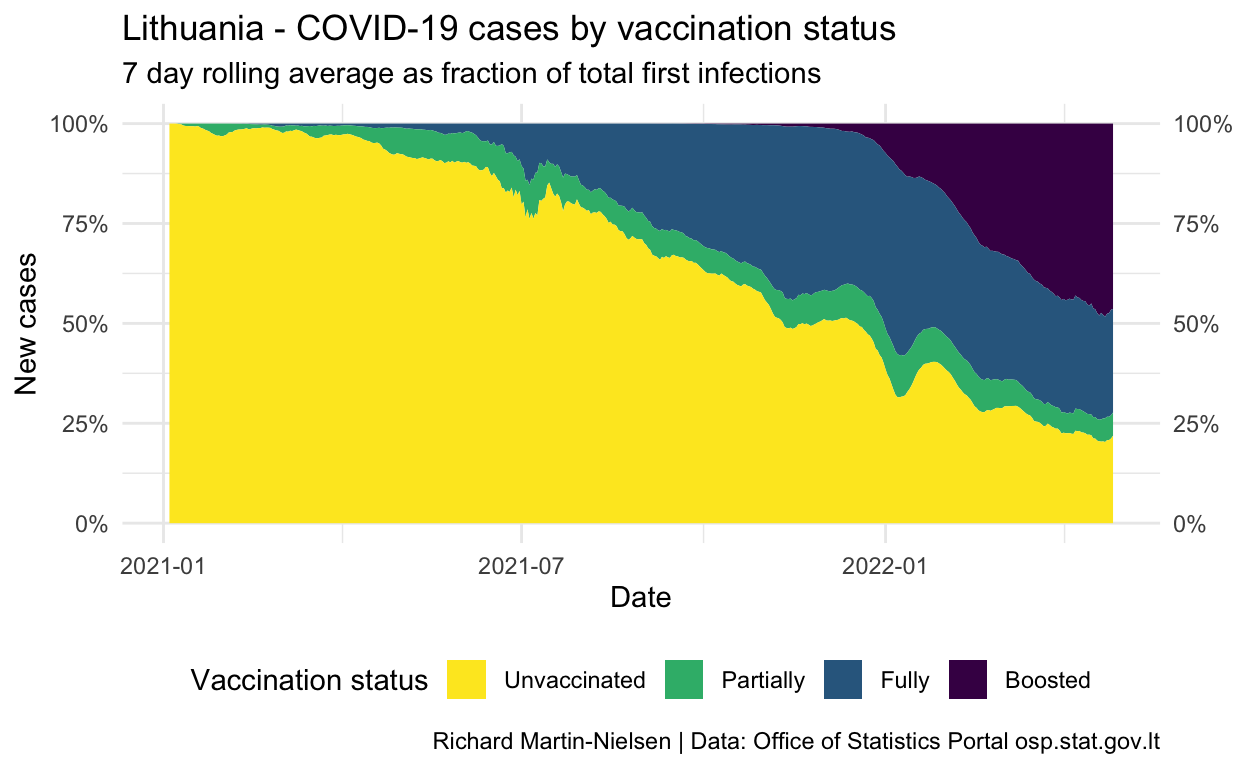 Lithuania - COVID-19 cases by vaccination status
7 day rolling average as fraction of total first infections
100%
75%
50%
25%
0%
New cases
100%
75%
50%
25%
0%
2021-01 2021-07 2022-01
Date
Vaccination status Unvaccinated Partially Fully Boosted
Richard Martin-Nielsen | Data: Office of Statistics Portal osp.stat.gov.lt